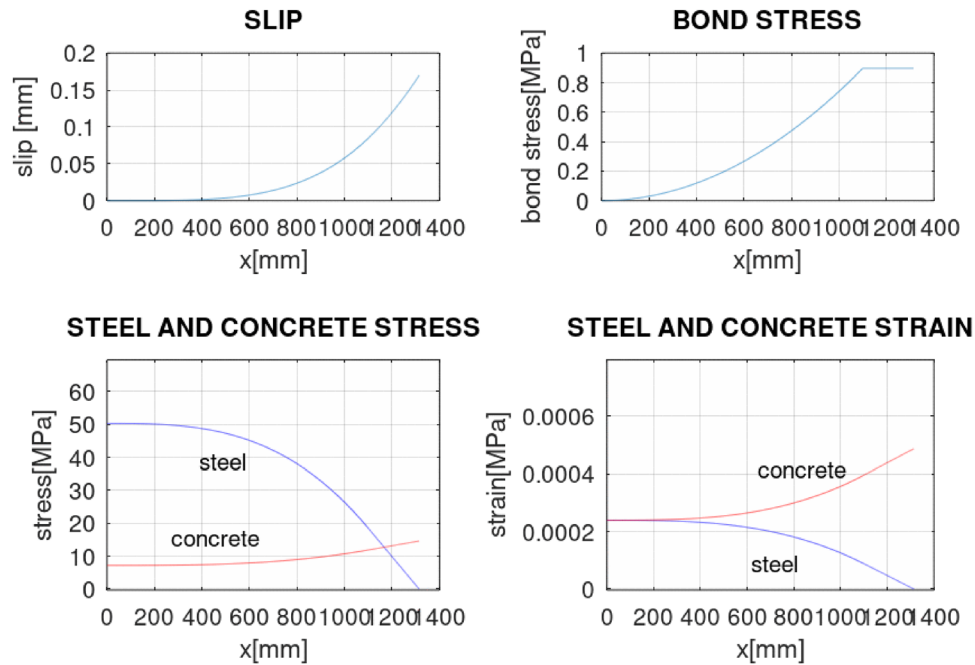 SLIP
0.2
0.15
0.1
0.05
0
slip [mm]
0 200 400 600 800 1000 1200 1400
x[mm]
BOND STRESS
1
0.8
0.6
0.4
0.2
0
bond stress[MPa]
0 200 400 600 800 1000 1200 1400
x[mm]
STEEL AND CONCRETE STRESS
60
50
40
30
20
10
0
stress[MPa]
steel
concrete
0 200 400 600 800 1000 1200 1400
x[mm]
STEEL AND CONCRETE STRAIN
0.0006
0.0004
0.0002
0
strain[MPa]
concrete
steel
0 200 400 600 800 1000 1200 1400
x[mm]